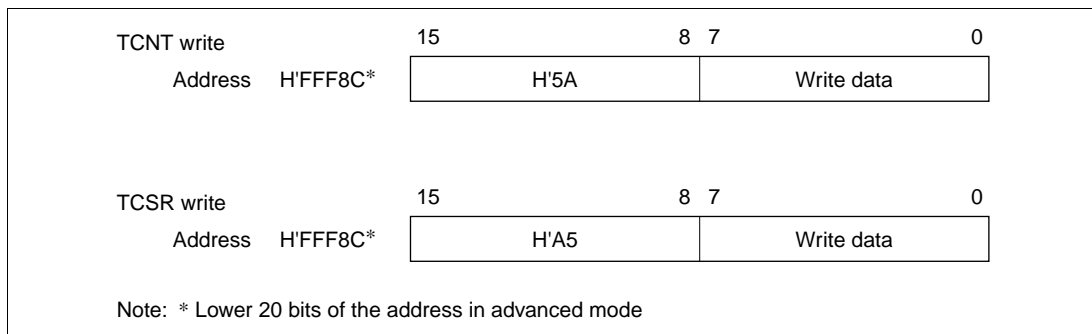 TCNT write 15 8 7 0
Address H'FFF8C* H'5A Write data
TCSR write 15 8 7 0
Address H'FFF8C* H'A5 Write data
Note: * Lower 20 bits of the address in advanced mode